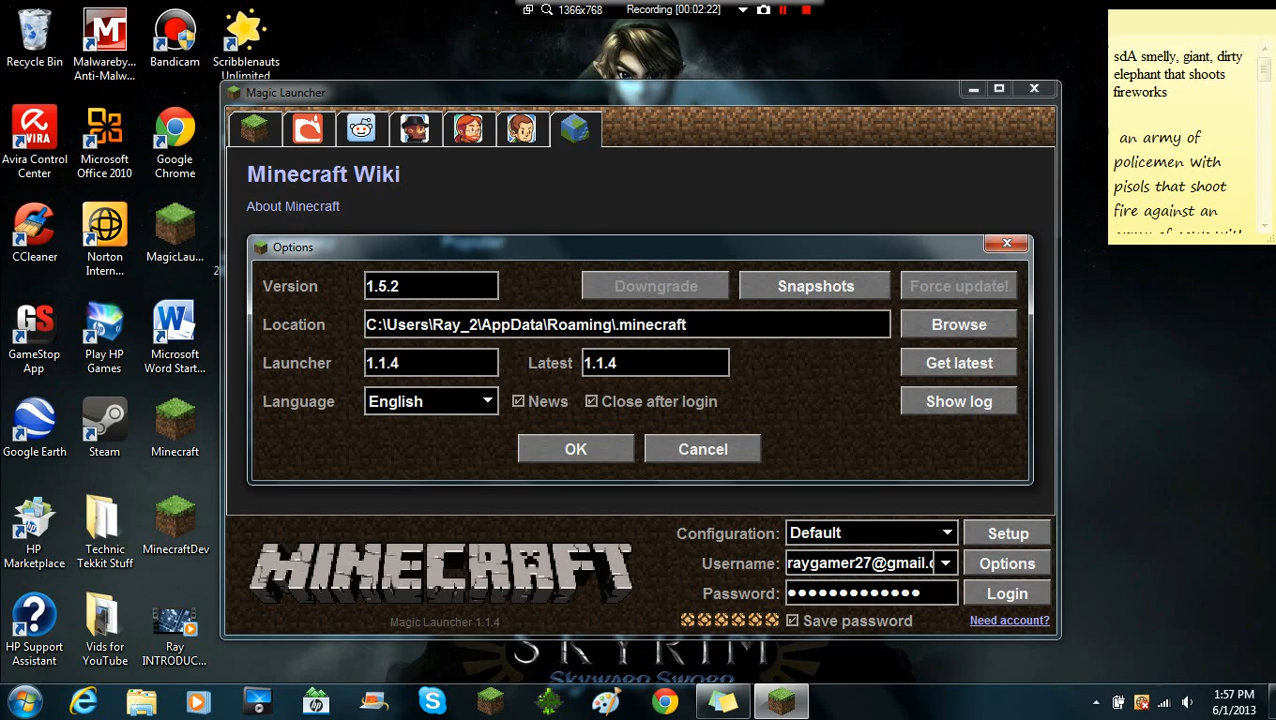 1366x768
Recording [00:02:22]
Recycle Bin
Malwareby...
Anti-Malw...
Bandicam
Scribblenauts
Unlimited
Avira Control
Center
Microsoft
Office 2010
Google
Chrome
CCleaner
Norton
Intern...
MagicLau...
GameStop
App
Play HP
Games
Microsoft
Word Start...
Google Earth
Steam
Minecraft
HP
Marketplace
Technic
Tekkit Stuff
MinecraftDev
HP Support
Assistant
Vids for
YouTube
Ray
INTRODUC...
Magic Launcher
Minecraft Wiki
About Minecraft
Options
Version
1.5.2
Downgrade
Snapshots
Force update!
Location
C:\Users\Ray_2\AppData\Roaming\.minecraft
Browse
Launcher
1.1.4
Latest
1.1.4
Get latest
Language
English
News
Close after login
Show log
OK
Cancel
MINECRAFT
Magic Launcher 1.1.4
Configuration:
Default
Setup
Username:
raygamer27@gmail.c
Options
Password:
Login
Save password
Need account?
SKYRIM
Skyward Sword
sdA smelly, giant, dirty
elephant that shoots
fireworks
an army of
policemen with
pisols that shoot
fire against an
1:57 PM
6/1/2013